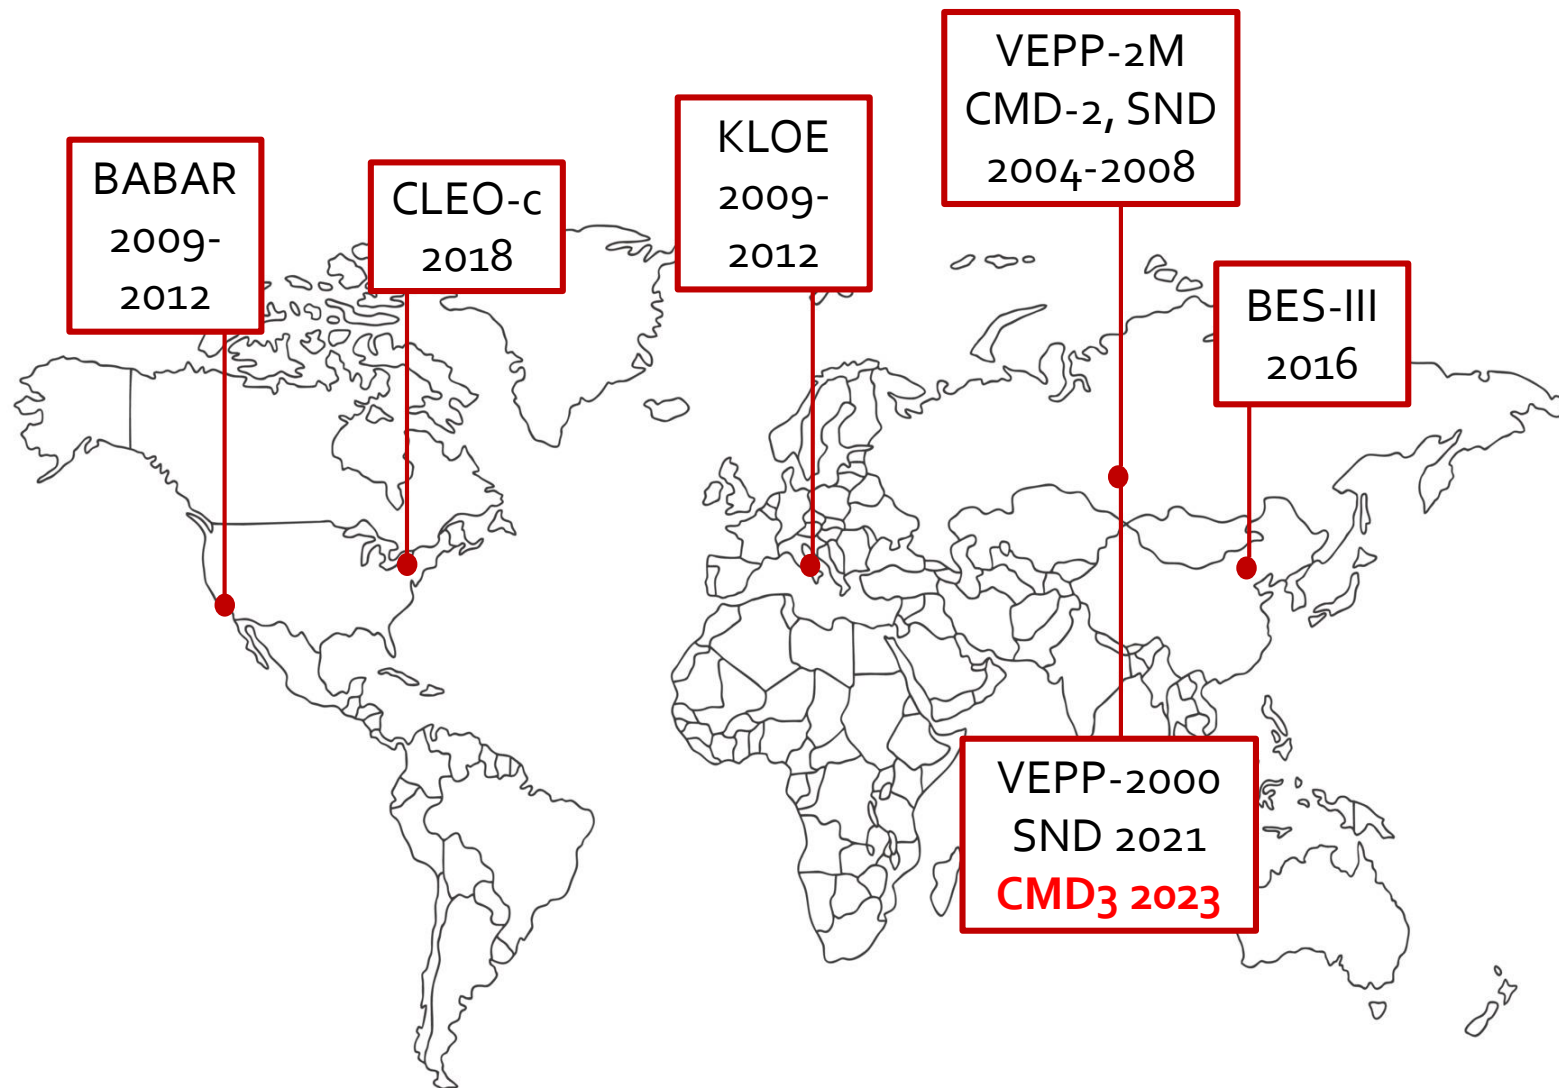 BABAR
2009-
2012
CLEO-c
2018
KLOE
2009-
2012
VEPP-2M
CMD-2, SND
2004-2008
BES-III
2016
VEPP-2000
SND 2021
CMD3 2023